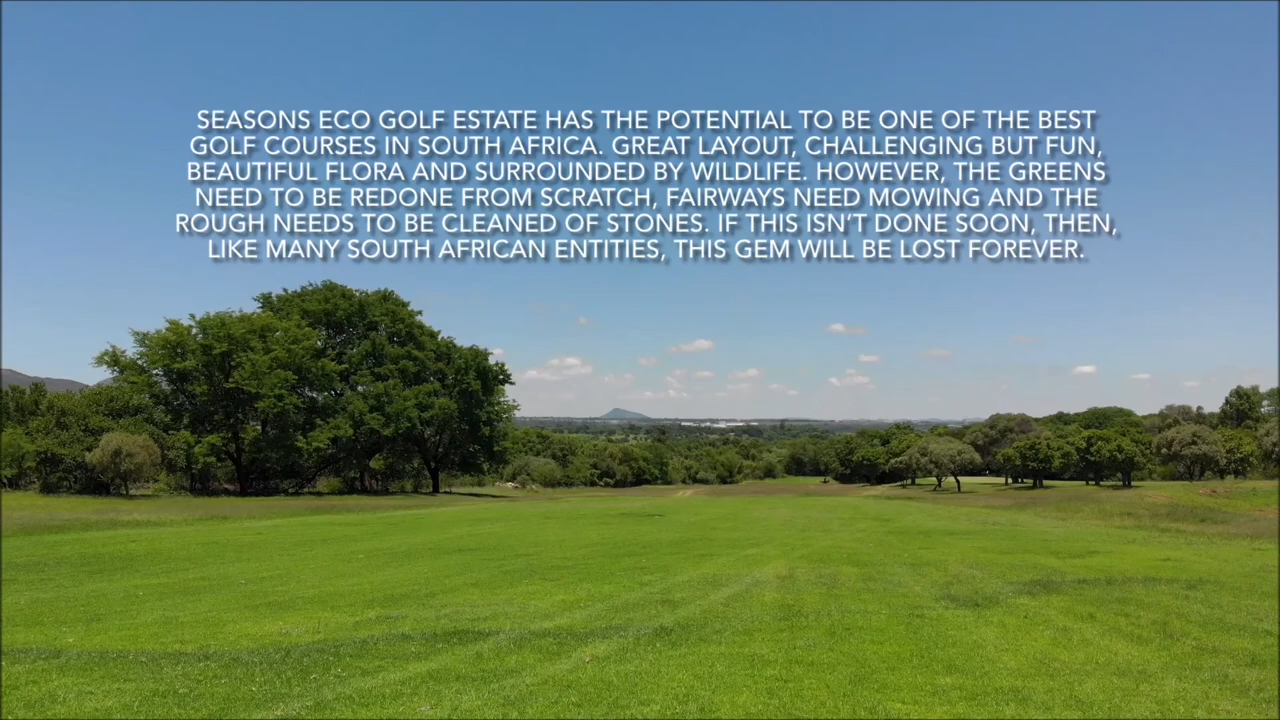 SEASONS ECO GOLF ESTATE HAS THE POTENTIAL TO BE ONE OF THE BEST
GOLF COURSES IN SOUTH AFRICA. GREAT LAYOUT, CHALLENGING BUT FUN,
BEAUTIFUL FLORA AND SURROUNDED BY WILDLIFE. HOWEVER, THE GREENS
NEED TO BE REDONE FROM SCRATCH, FAIRWAYS NEED MOWING AND THE
ROUGH NEEDS TO BE CLEANED OF STONES. IF THIS ISN'T DONE SOON, THEN,
LIKE MANY SOUTH AFRICAN ENTITIES, THIS GEM WILL BE LOST FOREVER.